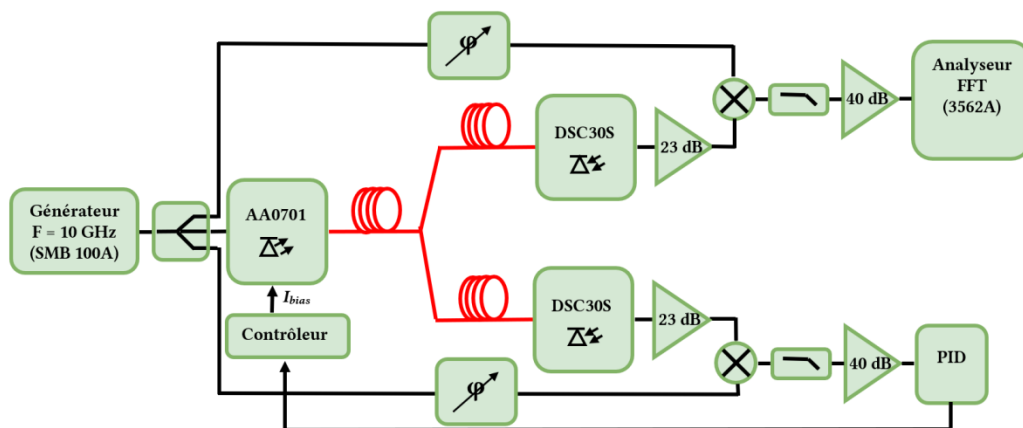 φ
Analyseur
FFT
(3562A)
40 dB
DSC30S
23 dB
Générateur
F = 10 GHz
(SMB 100A)
AA0701
I_bias
Contrôleur
DSC30S
23 dB
40 dB
PID
φ